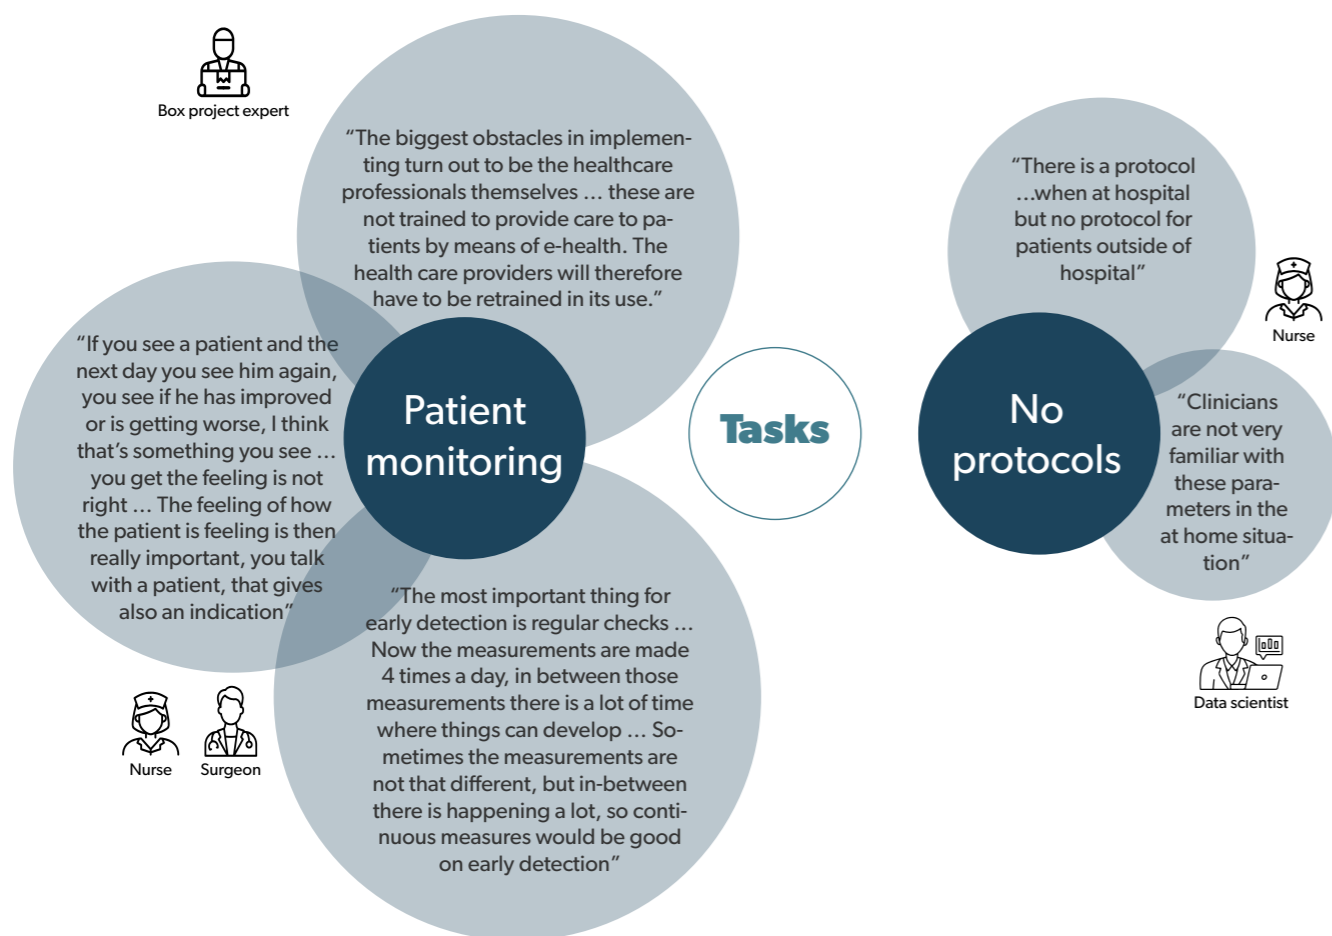 Box project expert
“The biggest obstacles in implemen-
ting turn out to be the healthcare
professionals themselves … these are
not trained to provide care to pa-
tients by means of e-health. The
health care providers will therefore
have to be retrained in its use.”
“If you see a patient and the
next day you see him again,
you see if he has improved
or is getting worse, I think
that’s something you see …
you get the feeling is not
right … The feeling of how
the patient is feeling is then
really important, you talk
with a patient, that gives
also an indication”
Nurse
Surgeon
Patient
monitoring
“The most important thing for
early detection is regular checks …
Now the measurements are made
4 times a day, in between those
measurements there is a lot of time
where things can develop … So-
metimes the measurements are
not that different, but in-between
there is happening a lot, so conti-
nuous measures would be good
on early detection”
Tasks
“There is a protocol
…when at hospital
but no protocol for
patients outside of
hospital”
Nurse
No
protocols
“Clinicians
are not very
familiar with
these para-
meters in the
at home situa-
tion”
Data scientist